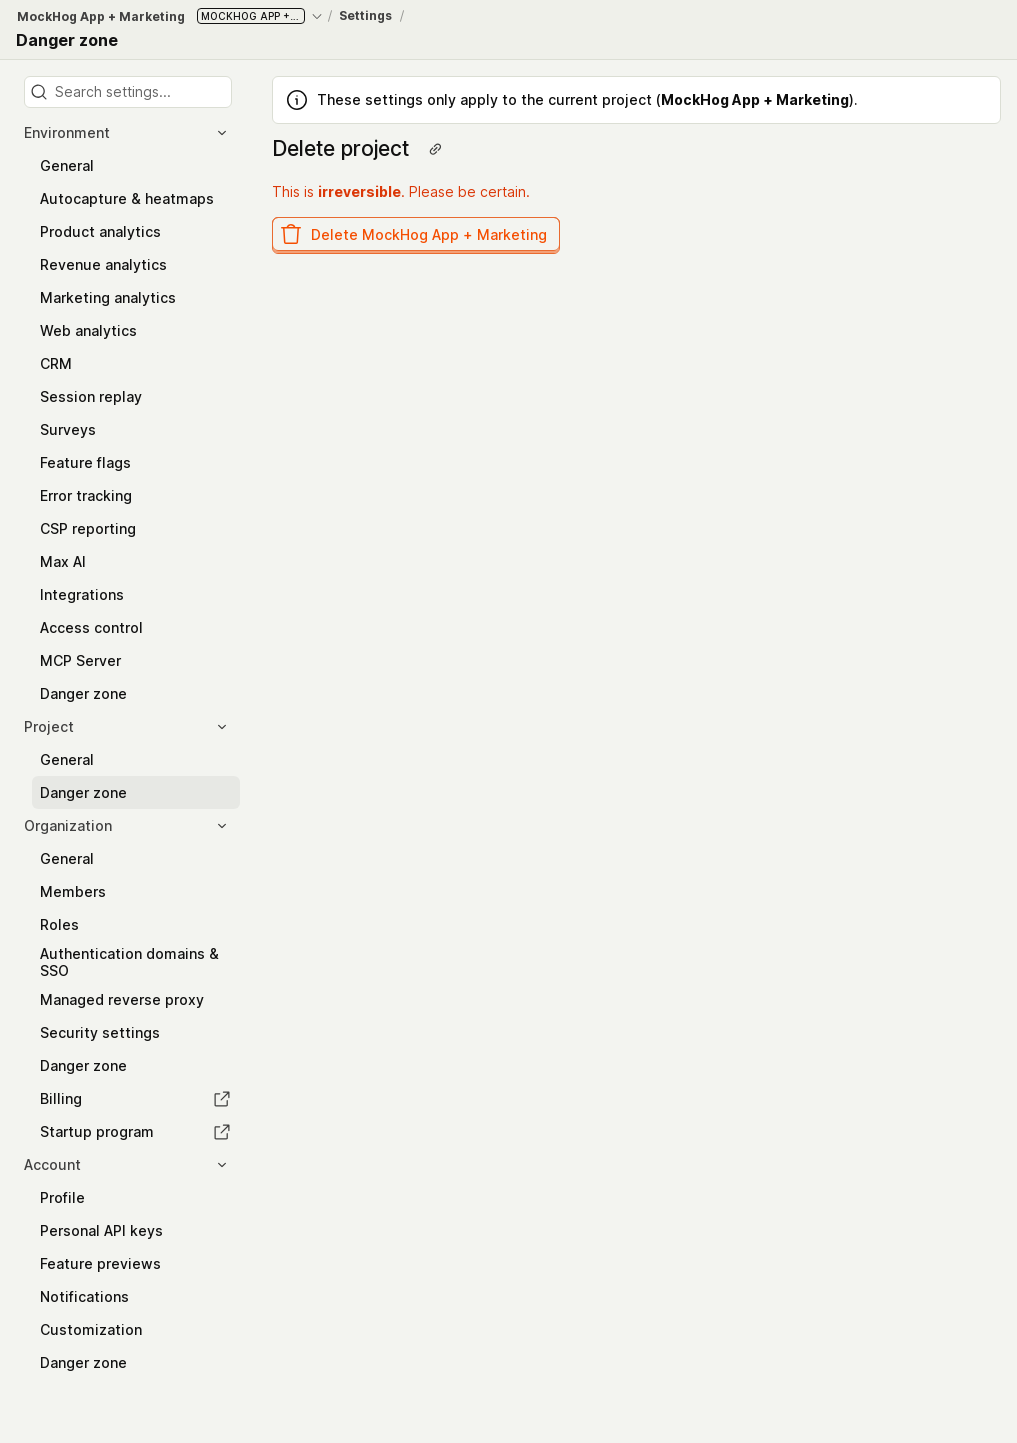 MockHog App + Marketing MOCKHOG APP +... / Settings /
Danger zone
Search settings...
Environment
General
Autocapture & heatmaps
Product analytics
Revenue analytics
Marketing analytics
Web analytics
CRM
Session replay
Surveys
Feature flags
Error tracking
CSP reporting
Max AI
Integrations
Access control
MCP Server
Danger zone
Project
General
Danger zone
Organization
General
Members
Roles
Authentication domains &
SSO
Managed reverse proxy
Security settings
Danger zone
Billing
Startup program
Account
Profile
Personal API keys
Feature previews
Notifications
Customization
Danger zone
These settings only apply to the current project (MockHog App + Marketing).
Delete project
This is irreversible. Please be certain.
Delete MockHog App + Marketing